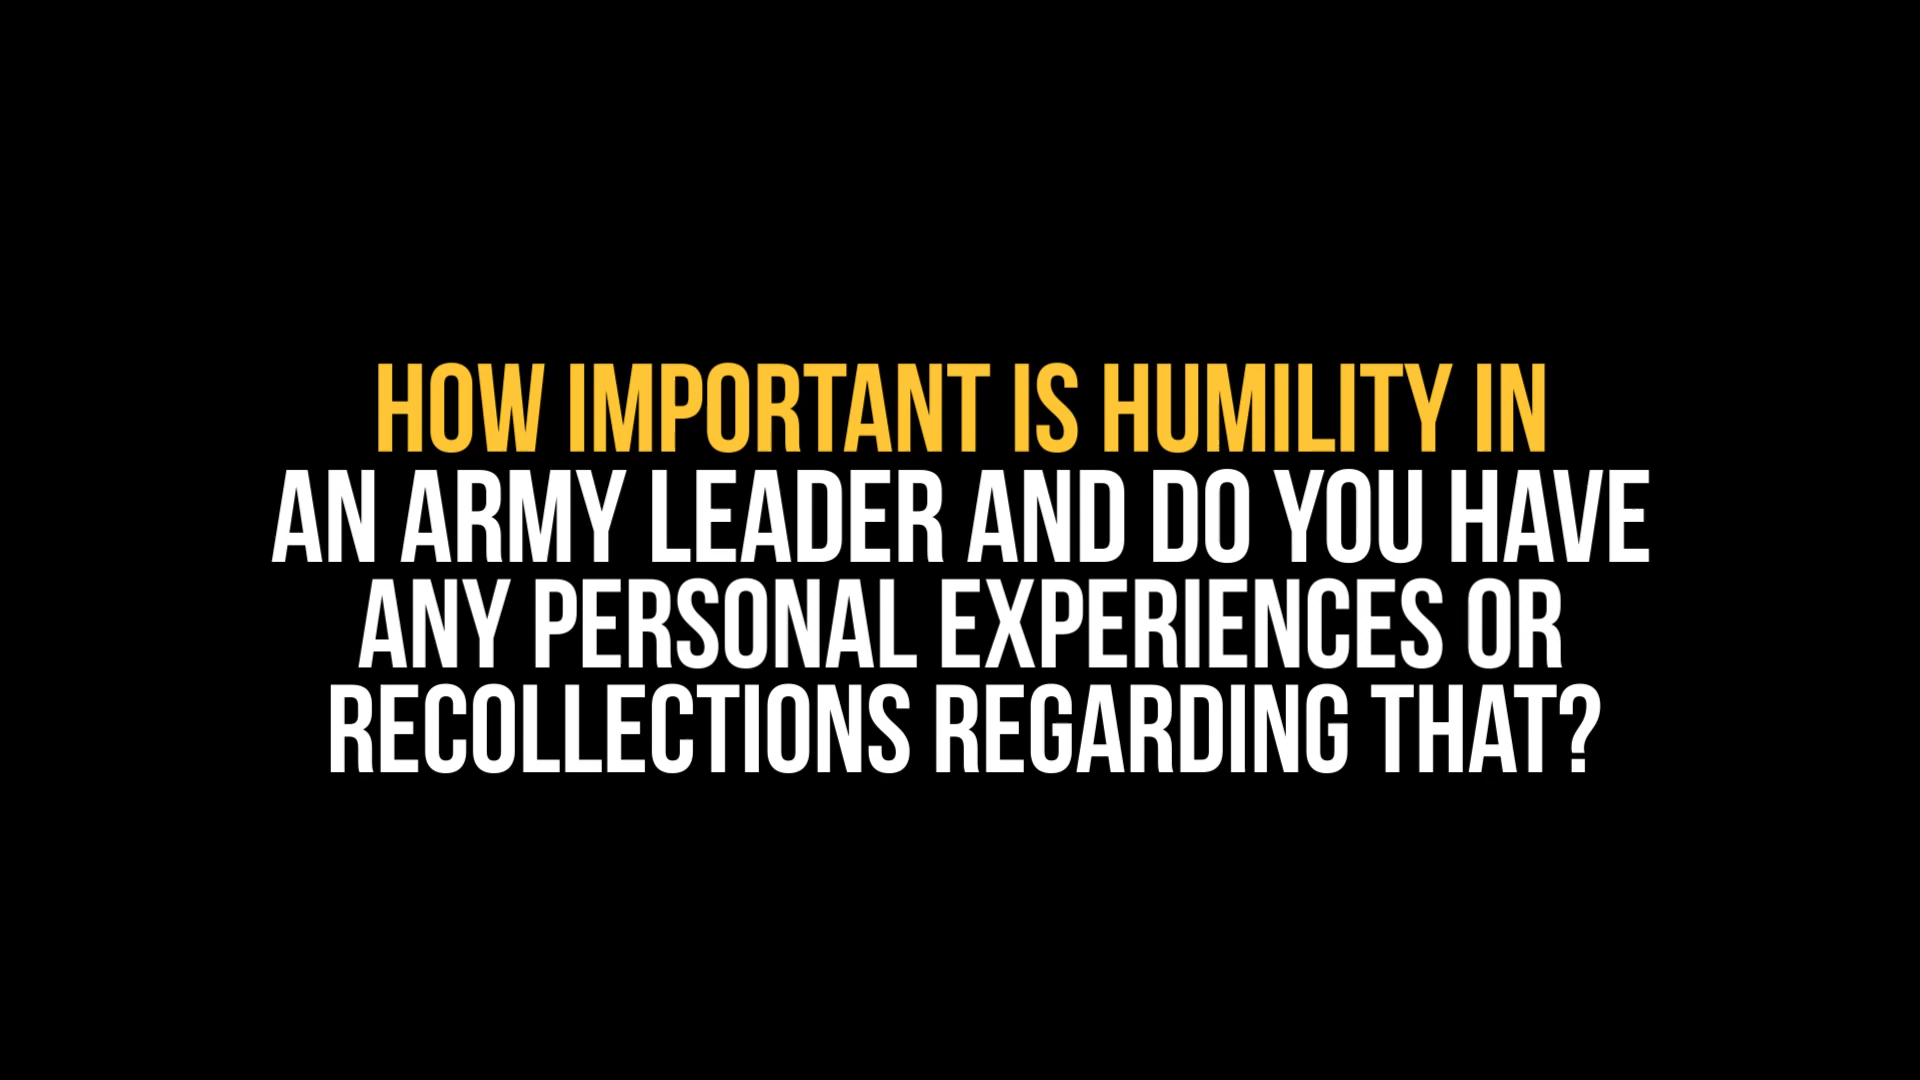 HOW IMPORTANT IS HUMILITY IN
AN ARMY LEADER AND DO YOU HAVE
ANY PERSONAL EXPERIENCES OR
RECOLLECTIONS REGARDING THAT?